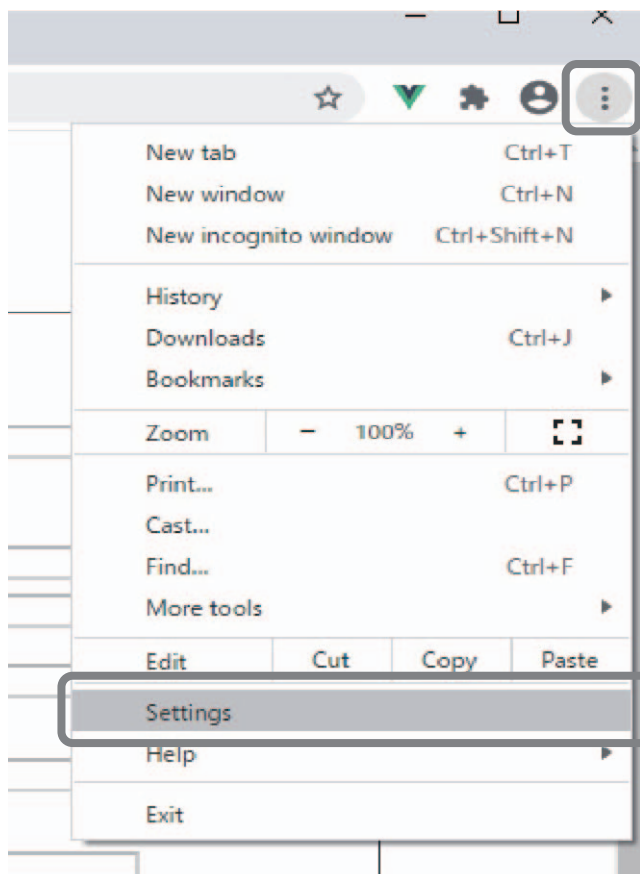 New tab Ctrl+T
New window Ctrl+N
New incognito window Ctrl+Shift+N
History
Downloads Ctrl+J
Bookmarks
Zoom − 100% +
Print... Ctrl+P
Cast...
Find... Ctrl+F
More tools
Edit Cut Copy Paste
Settings
Help
Exit